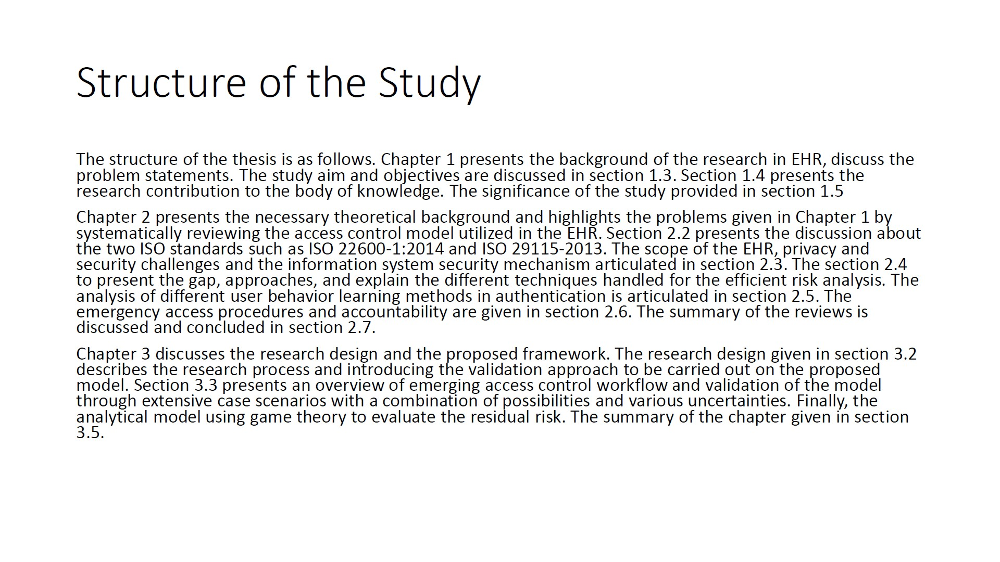 Structure of the Study
The structure of the thesis is as follows. Chapter 1 presents the background of the research in EHR, discuss the
problem statements. The study aim and objectives are discussed in section 1.3. Section 1.4 presents the
research contribution to the body of knowledge. The significance of the study provided in section 1.5
Chapter 2 presents the necessary theoretical background and highlights the problems given in Chapter 1 by
systematically reviewing the access control model utilized in the EHR. Section 2.2 presents the discussion about
the two ISO standards such as ISO 22600-1:2014 and ISO 29115-2013. The scope of the EHR, privacy and
security challenges and the information system security mechanism articulated in section 2.3. The section 2.4
to present the gap, approaches, and explain the different techniques handled for the efficient risk analysis. The
analysis of different user behavior learning methods in authentication is articulated in section 2.5. The
emergency access procedures and accountability are given in section 2.6. The summary of the reviews is
discussed and concluded in section 2.7.
Chapter 3 discusses the research design and the proposed framework. The research design given in section 3.2
describes the research process and introducing the validation approach to be carried out on the proposed
model. Section 3.3 presents an overview of emerging access control workflow and validation of the model
through extensive case scenarios with a combination of possibilities and various uncertainties. Finally, the
analytical model using game theory to evaluate the residual risk. The summary of the chapter given in section
3.5.